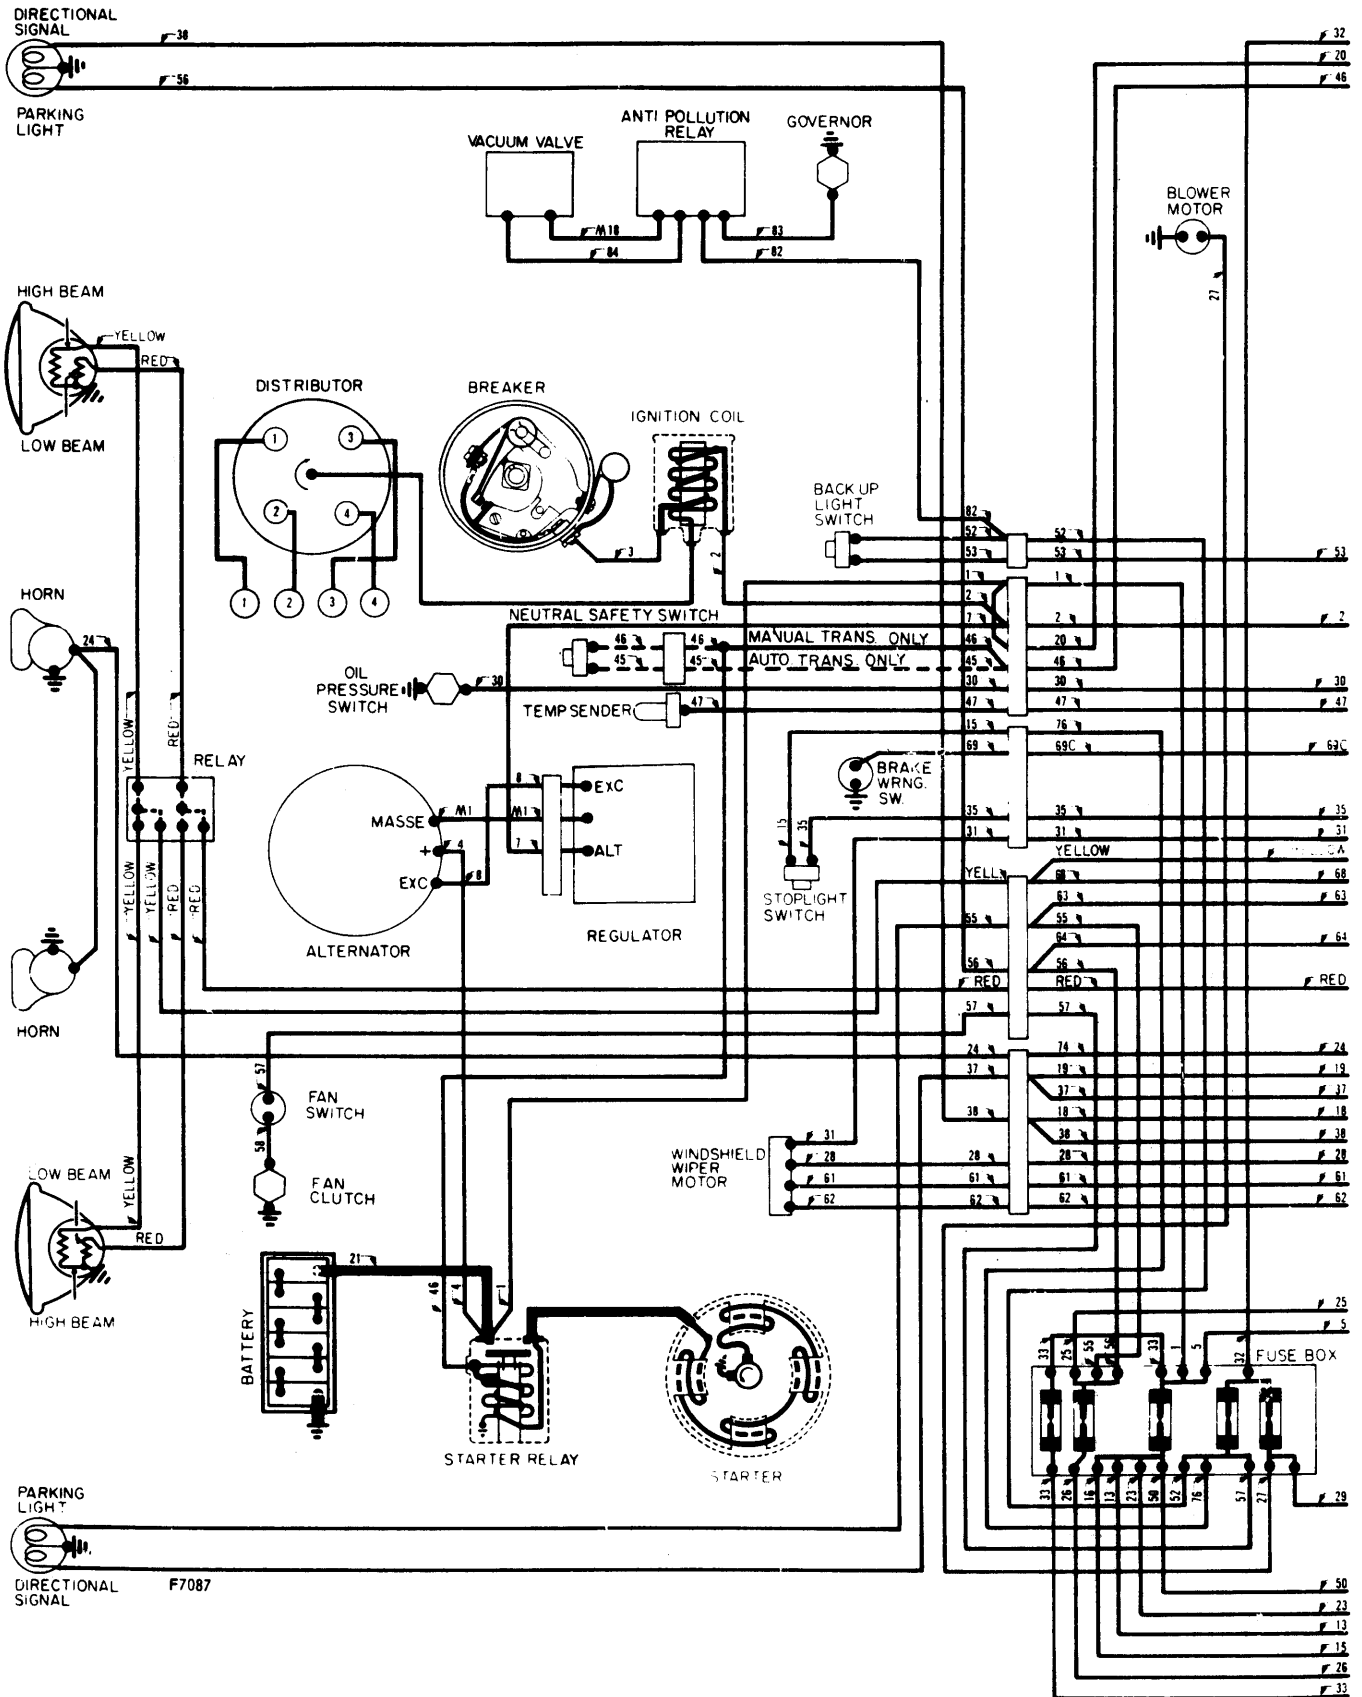 DIRECTIONAL
SIGNAL
38
56
PARKING
LIGHT
32
20
46
VACUUM VALVE
ANTI POLLUTION
RELAY
GOVERNOR
M18
84
83
82
BLOWER
MOTOR
27
HIGH BEAM
YELLOW
RED
LOW BEAM
DISTRIBUTOR
1
3
2
4
1
2
3
4
BREAKER
3
IGNITION COIL
2
BACK UP
LIGHT
SWITCH
82
52
53
52
53
53
HORN
24
NEUTRAL SAFETY SWITCH
46
46
MANUAL TRANS. ONLY
45
45
AUTO. TRANS. ONLY
1
2
7
46
45
30
47
1
2
20
46
30
47
2
30
47
OIL
PRESSURE
SWITCH
30
TEMP SENDER
47
YELLOW
RED
RELAY
YELLOW
YELLOW
RED
RED
ALTERNATOR
MASSE
+
EXC
M1
4
8
8
M1
7
EXC
ALT
REGULATOR
15
69
76
69C
69C
BRAKE
WRNG.
SW.
35
31
35
31
35
31
15
35
STOPLIGHT
SWITCH
YELL.
YELLOW
68
68
63
63
55
55
64
64
56
56
RED
RED
RED
57
57
HORN
57
FAN
SWITCH
58
FAN
CLUTCH
24
37
38
74
19
37
18
38
24
19
37
18
38
WINDSHIELD
WIPER
MOTOR
31
28
61
62
28
61
62
28
61
62
28
61
62
LOW BEAM
YELLOW
RED
HIGH BEAM
BATTERY
21
46
4
1
STARTER RELAY
STARTER
25
5
33
25
55
56
33
1
5
32
FUSE BOX
33
26
16
13
23
50
52
76
57
27
29
PARKING
LIGHT
DIRECTIONAL
SIGNAL
F7087
50
23
13
15
26
33